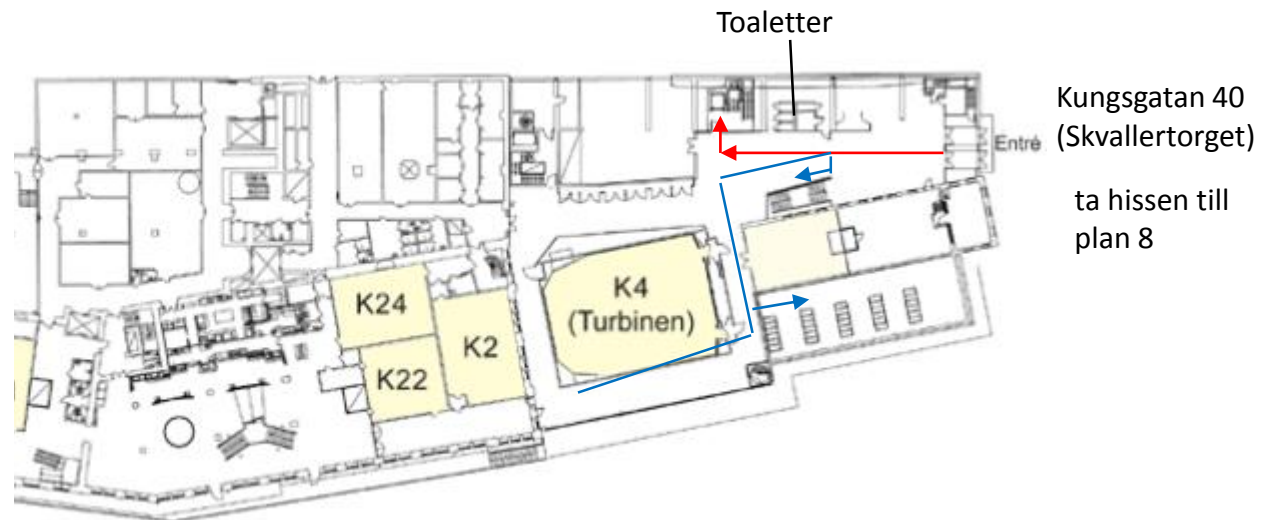 Toaletter
Kungsgatan 40
(Skvallertorget)
Entré
ta hissen till
plan 8
K4
(Turbinen)
K24
K2
K22